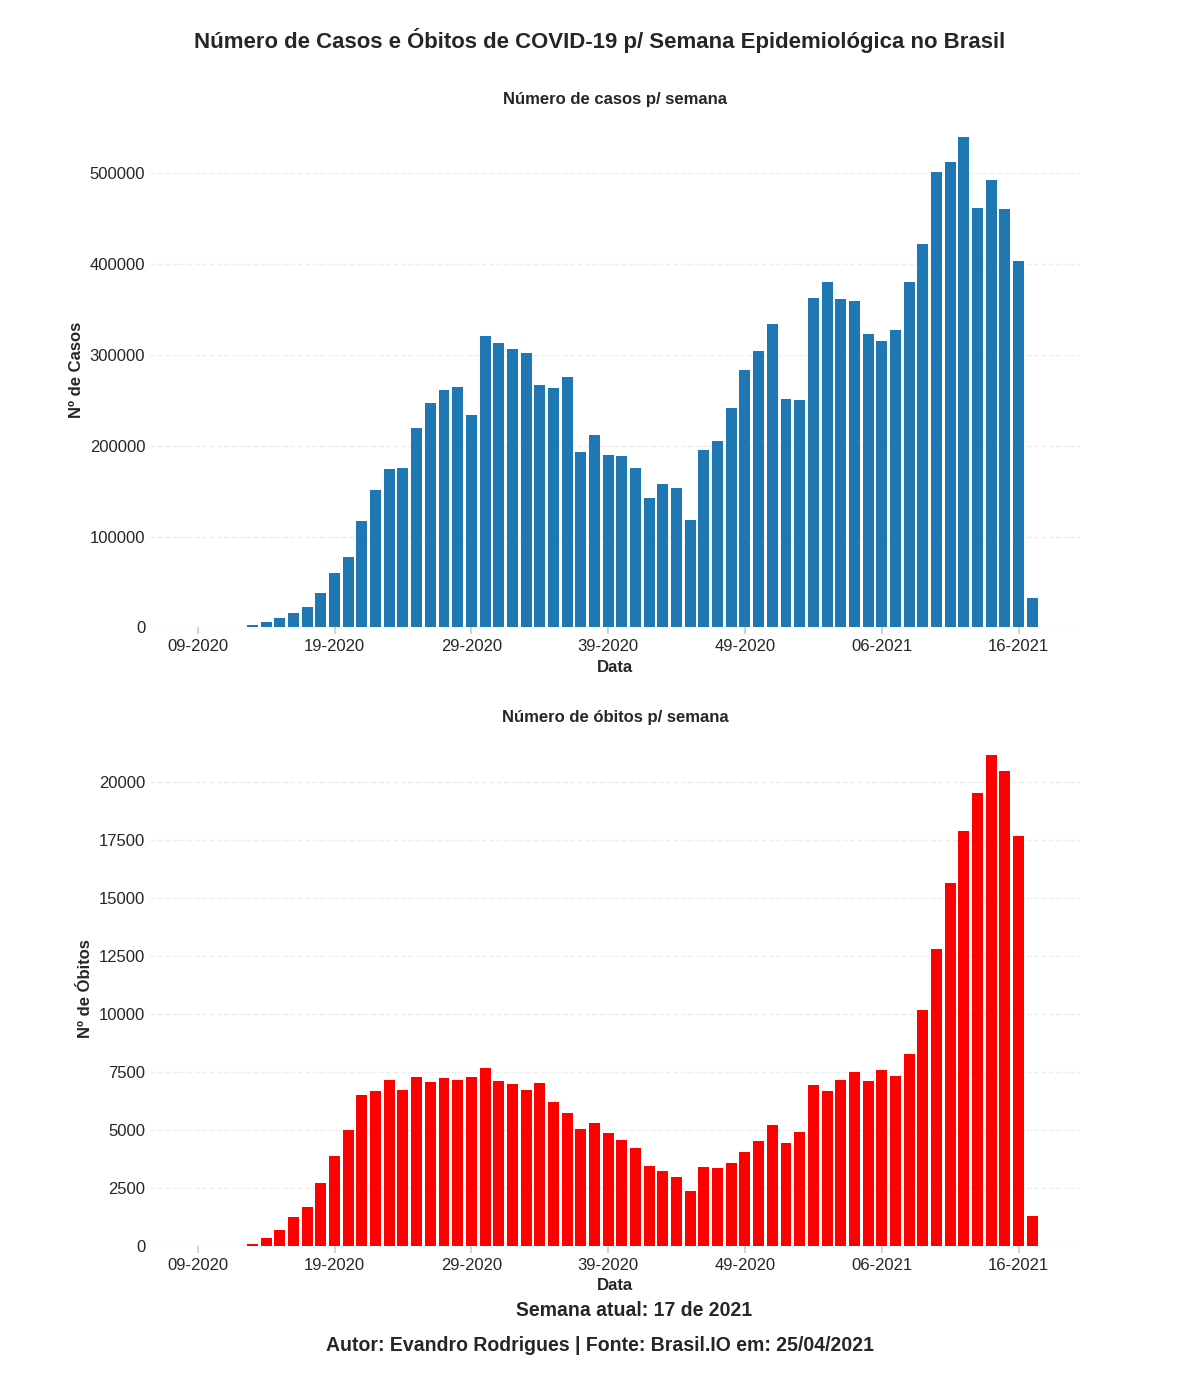 Número de Casos e Óbitos de COVID-19 p/ Semana Epidemiológica no Brasil
Número de casos p/ semana
500000
400000
300000
200000
100000
0
Nº de Casos
09-2020 19-2020 29-2020 39-2020 49-2020 06-2021 16-2021
Data
Número de óbitos p/ semana
20000
17500
15000
12500
10000
7500
5000
2500
0
Nº de Óbitos
09-2020 19-2020 29-2020 39-2020 49-2020 06-2021 16-2021
Data
Semana atual: 17 de 2021
Autor: Evandro Rodrigues | Fonte: Brasil.IO em: 25/04/2021